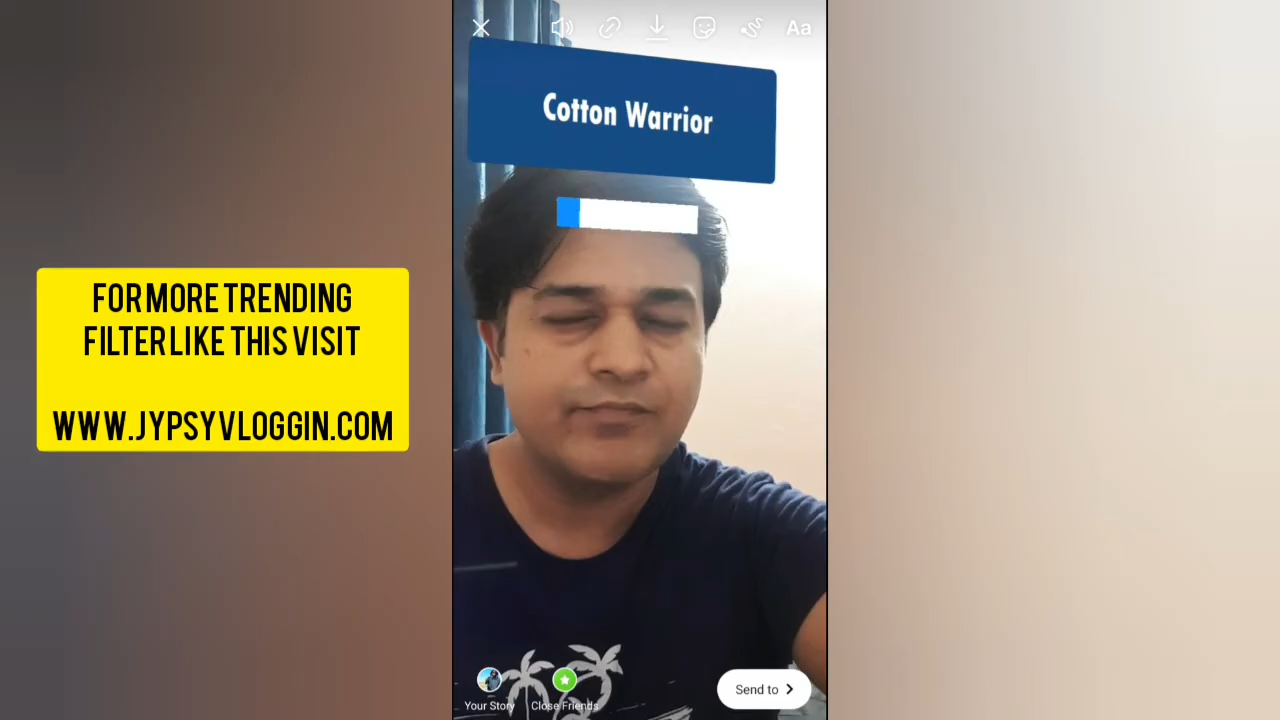 Aa
Cotton Warrior
FOR MORE TRENDING
FILTER LIKE THIS VISIT
WWW.JYPSYVLOGGIN.COM
Your Story
Close Friends
Send to